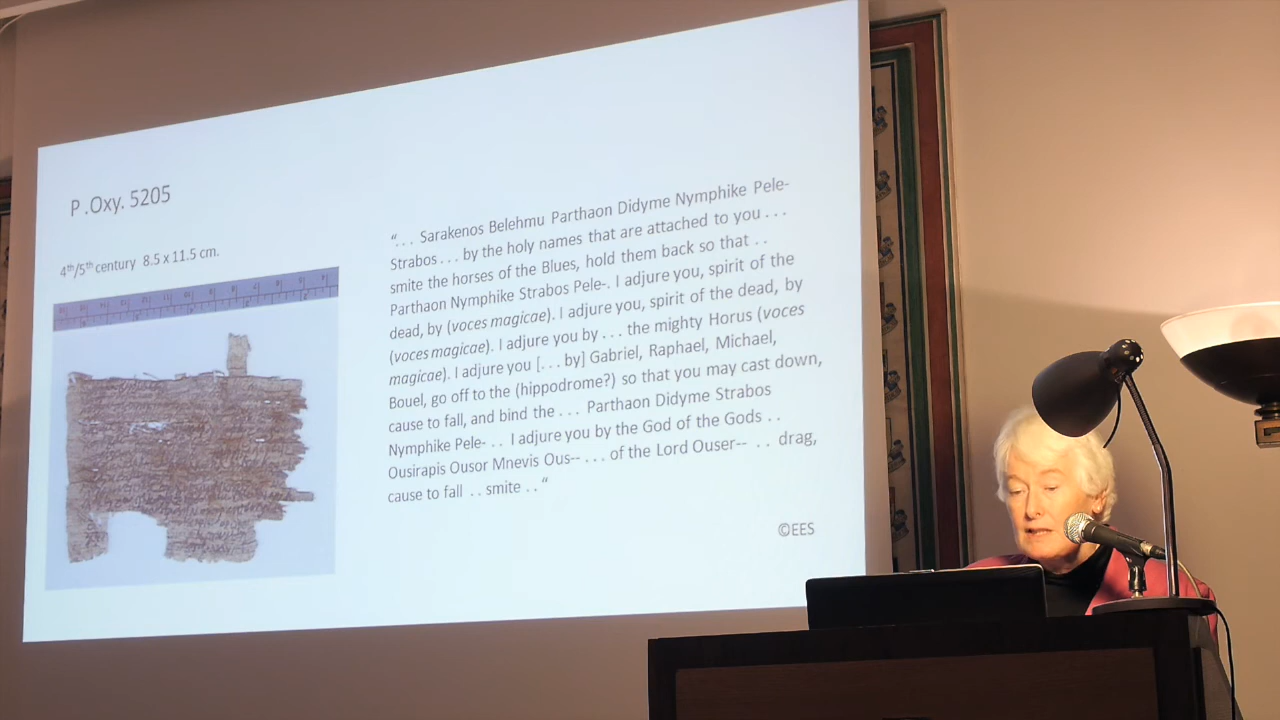 P .Oxy. 5205
4th/5th century 8.5 x 11.5 cm.
“. . . Sarakenos Belehmu Parthaon Didyme Nymphike Pele-
Strabos . . . by the holy names that are attached to you . . .
smite the horses of the Blues, hold them back so that . .
Parthaon Nymphike Strabos Pele-. I adjure you, spirit of the
dead, by (voces magicae). I adjure you, spirit of the dead, by
(voces magicae). I adjure you by . . . the mighty Horus (voces
magicae). I adjure you [. . . by] Gabriel, Raphael, Michael,
Bouel, go off to the (hippodrome?) so that you may cast down,
cause to fall, and bind the . . . Parthaon Didyme Strabos
Nymphike Pele- . . I adjure you by the God of the Gods . .
Ousirapis Ousor Mnevis Ous-- . . . of the Lord Ouser-- . . drag,
cause to fall . . smite . . “
©EES